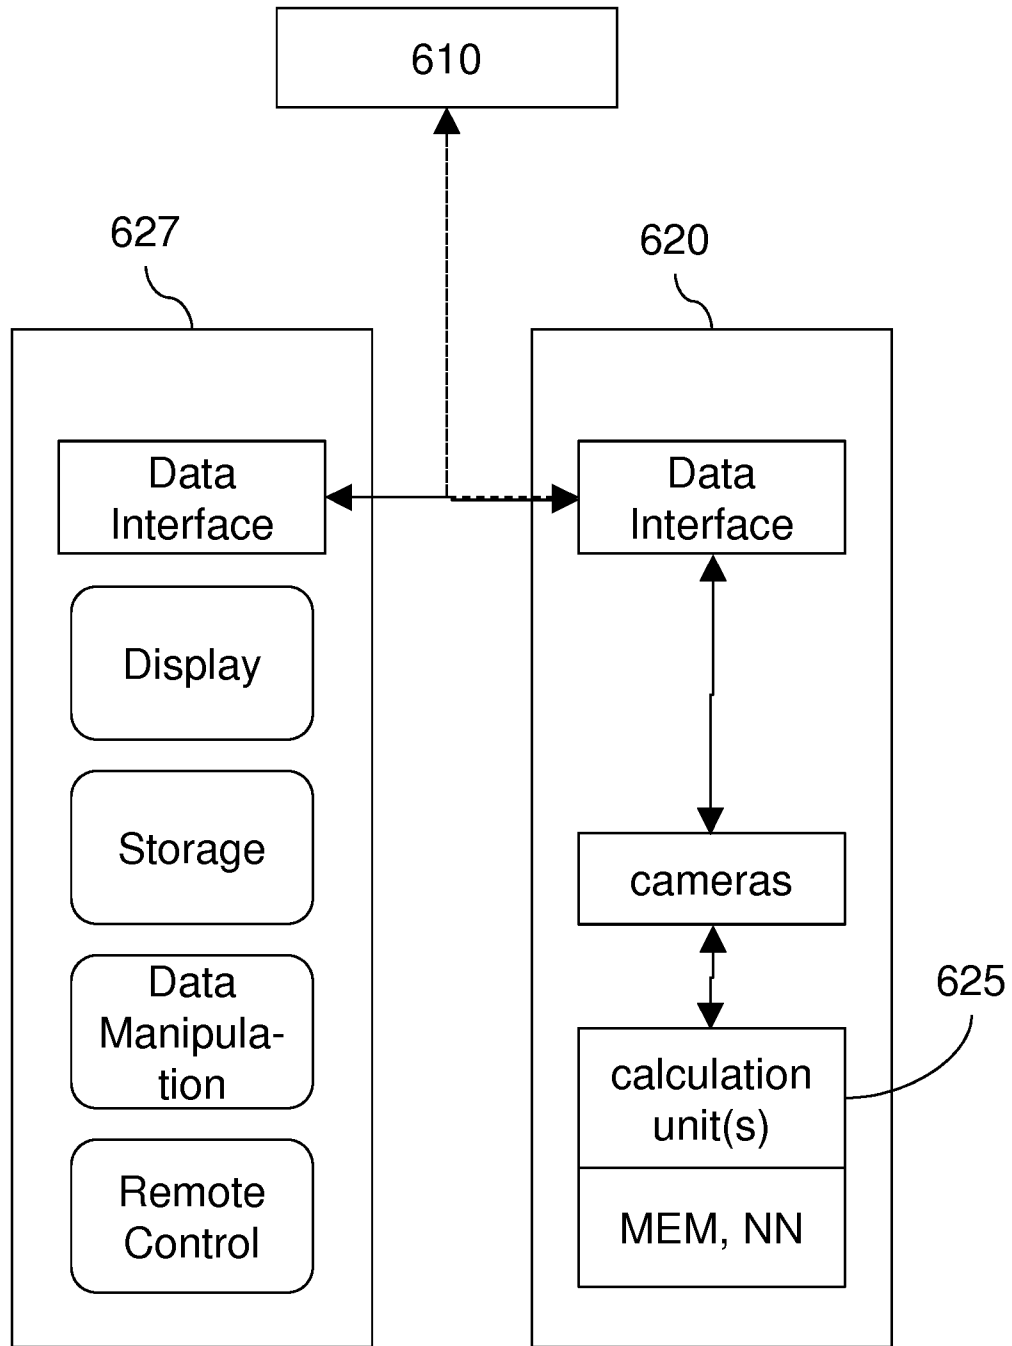 610
627
620
Data
Interface
Data
Interface
Display
Storage
cameras
Data
Manipula-
tion
625
calculation
unit(s)
Remote
Control
MEM, NN